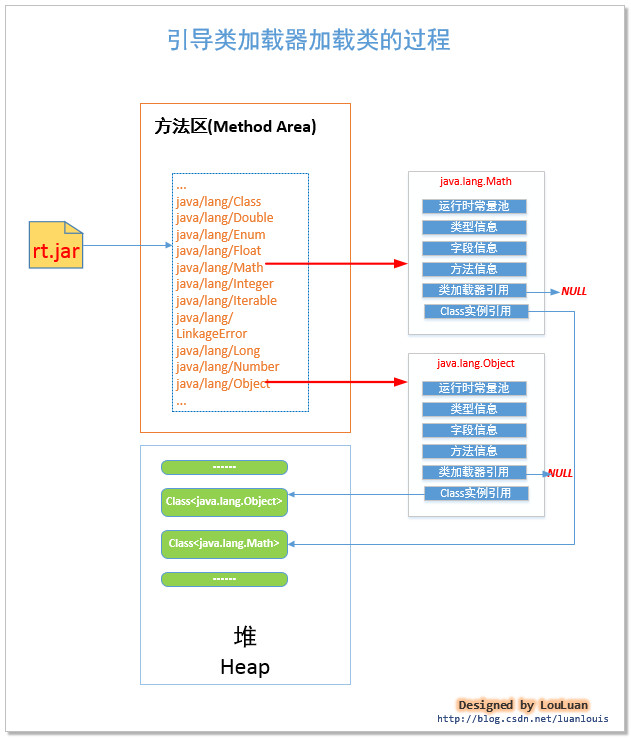 引导类加载器加载类的过程
方法区(Method Area)
rt.jar
...
java/lang/Class
java/lang/Double
java/lang/Enum
java/lang/Float
java/lang/Math
java/lang/Integer
java/lang/Iterable
java/lang/
LinkageError
java/lang/Long
java/lang/Number
java/lang/Object
...
java.lang.Math
运行时常量池
类型信息
字段信息
方法信息
类加载器引用
NULL
Class实例引用
java.lang.Object
运行时常量池
类型信息
字段信息
方法信息
类加载器引用
NULL
Class实例引用
------
Class<java.lang.Object>
Class<java.lang.Math>
------
堆
Heap
Designed by LouLuan
http://blog.csdn.net/luanlouis